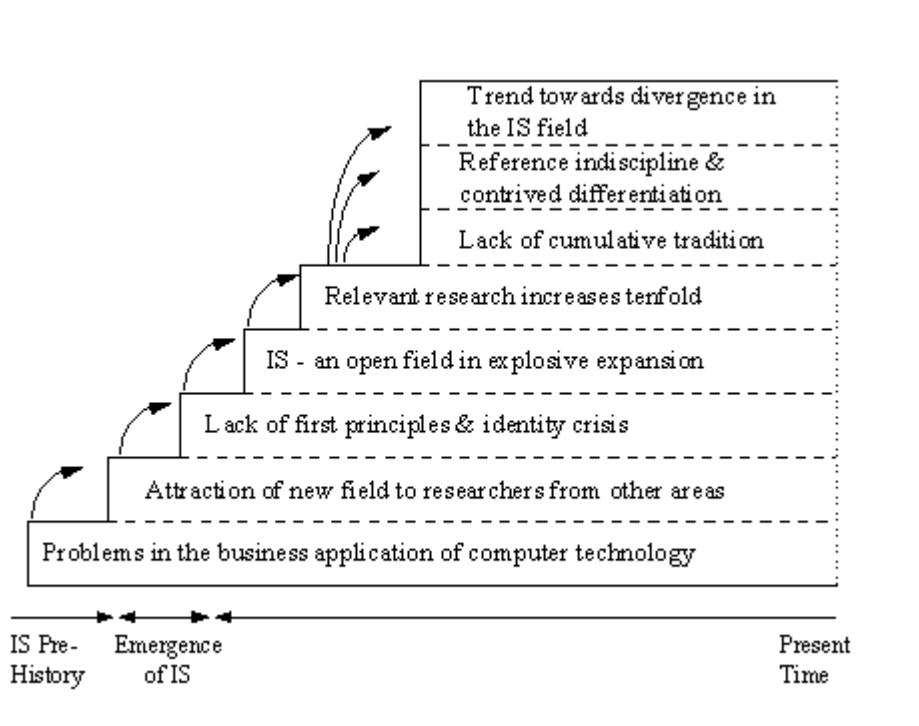 Trend towards divergence in
the IS field
Reference indiscipline &
contrived differentiation
Lack of cumulative tradition
Relevant research increases tenfold
IS - an open field in explosive expansion
Lack of first principles & identity crisis
Attraction of new field to researchers from other areas
Problems in the business application of computer technology
IS Pre-
History
Emergence
of IS
Present
Time